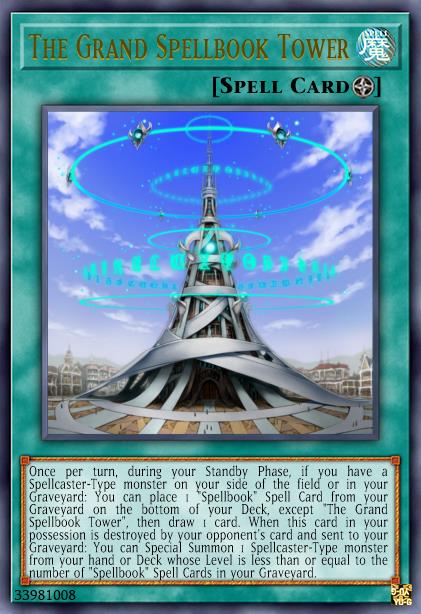 THE GRAND SPELLBOOK TOWER
SPELL
魔
[SPELL CARD]
Once per turn, during your Standby Phase, if you have a
Spellcaster-Type monster on your side of the field or in your
Graveyard: You can place 1 "Spellbook" Spell Card from your
Graveyard on the bottom of your Deck, except "The Grand
Spellbook Tower", then draw 1 card. When this card in your
possession is destroyed by your opponent's card and sent to your
Graveyard: You can Special Summon 1 Spellcaster-Type monster
from your hand or Deck whose Level is less than or equal to the
number of "Spellbook" Spell Cards in your Graveyard.
33981008